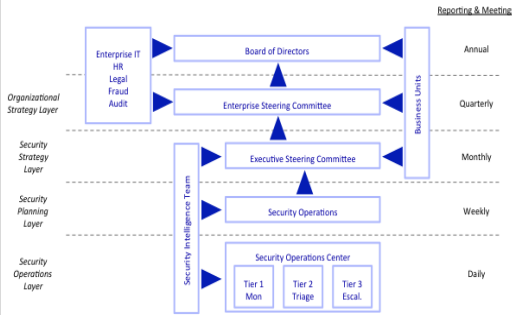 Reporting & Meeting
Enterprise IT
HR
Legal
Fraud
Audit
Board of Directors
Annual
Business Units
Organizational
Strategy Layer
Enterprise Steering Committee
Quarterly
Security
Strategy
Layer
Executive Steering Committee
Monthly
Security Intelligence Team
Security
Planning
Layer
Security Operations
Weekly
Security
Operations
Layer
Security Operations Center
Tier 1
Mon
Tier 2
Triage
Tier 3
Escal.
Daily